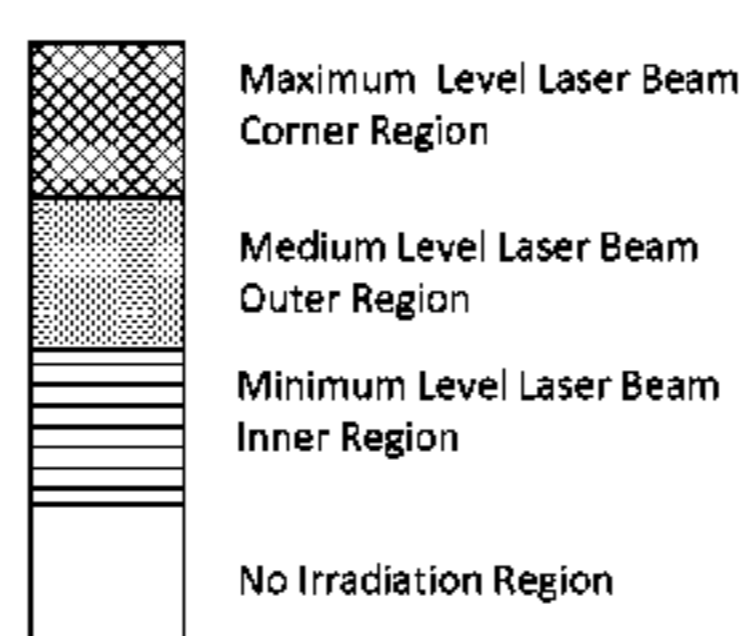 Maximum Level Laser Beam
Corner Region
Medium Level Laser Beam
Outer Region
Minimum Level Laser Beam
Inner Region
No Irradiation Region